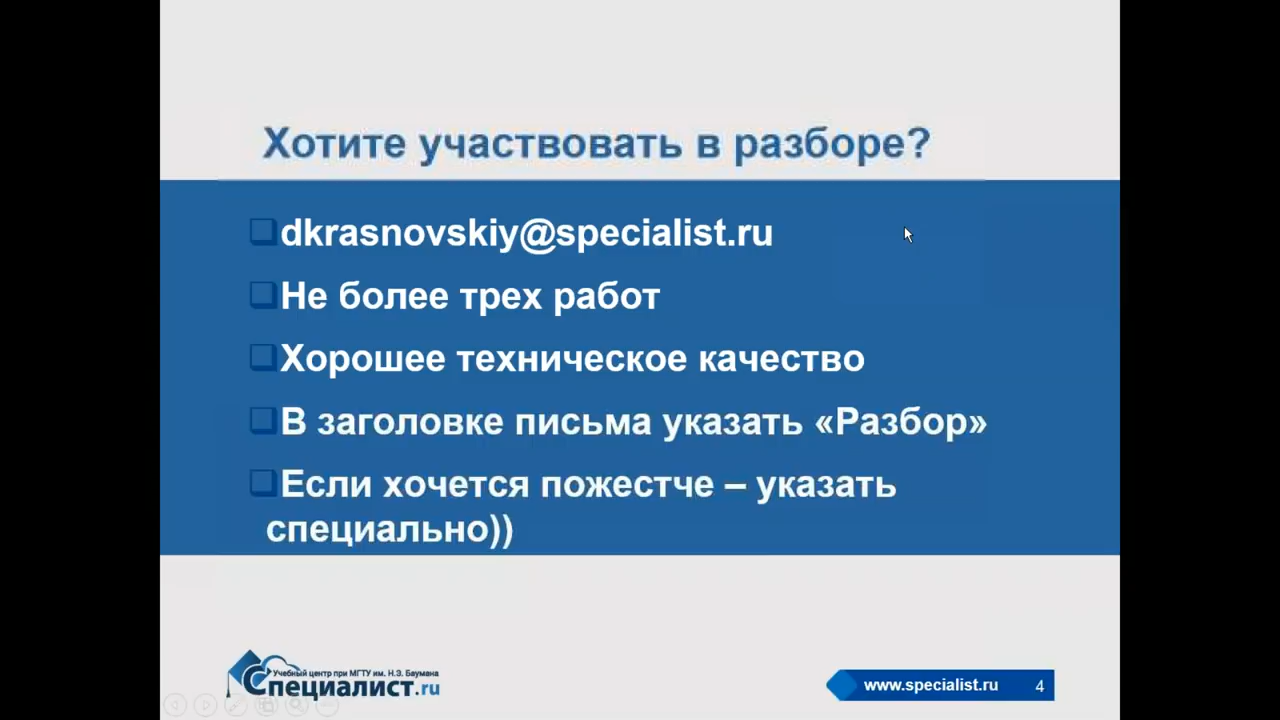 Хотите участвовать в разборе?
dkrasnovskiy@specialist.ru
Не более трех работ
Хорошее техническое качество
В заголовке письма указать «Разбор»
Если хочется пожестче – указать
специально))
Учебный центр при МГТУ им. Н.Э. Баумана
Специалист.ru
www.specialist.ru 4